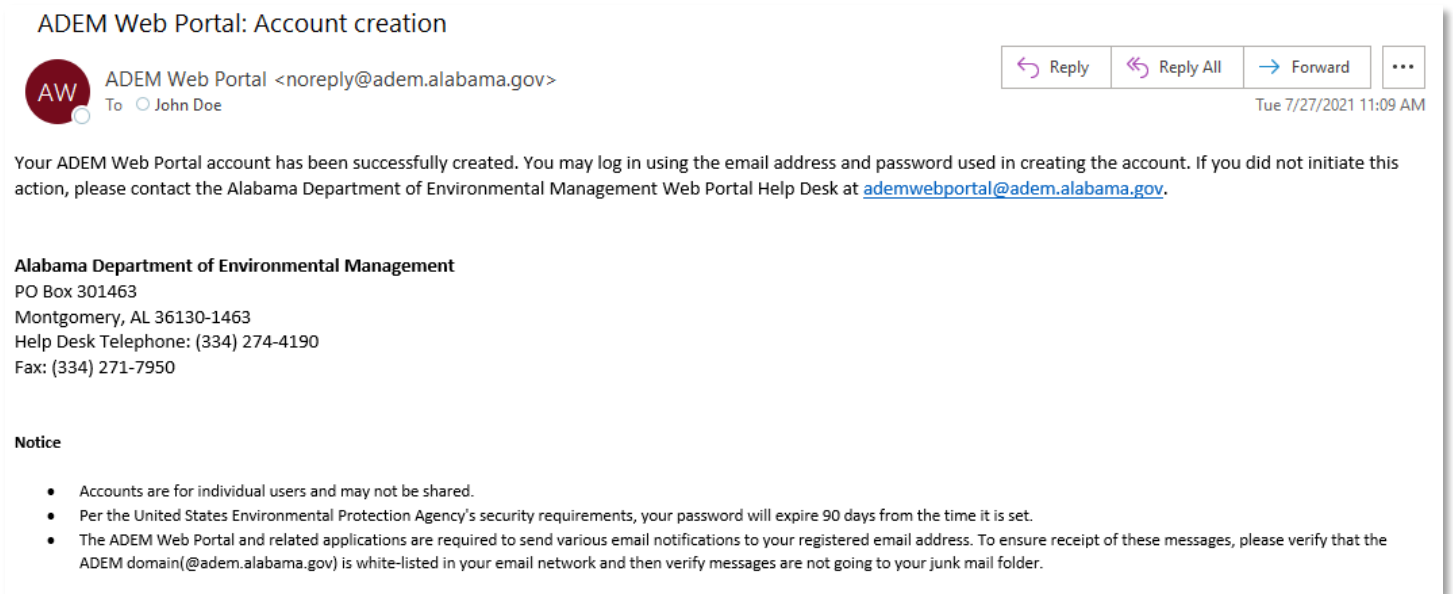 ADEM Web Portal: Account creation
AW
ADEM Web Portal <noreply@adem.alabama.gov>
To John Doe
Reply
Reply All
Forward
...
Tue 7/27/2021 11:09 AM
Your ADEM Web Portal account has been successfully created. You may log in using the email address and password used in creating the account. If you did not initiate this
action, please contact the Alabama Department of Environmental Management Web Portal Help Desk at ademwebportal@adem.alabama.gov.
Alabama Department of Environmental Management
PO Box 301463
Montgomery, AL 36130-1463
Help Desk Telephone: (334) 274-4190
Fax: (334) 271-7950
Notice
• Accounts are for individual users and may not be shared.
• Per the United States Environmental Protection Agency's security requirements, your password will expire 90 days from the time it is set.
• The ADEM Web Portal and related applications are required to send various email notifications to your registered email address. To ensure receipt of these messages, please verify that the
ADEM domain(@adem.alabama.gov) is white-listed in your email network and then verify messages are not going to your junk mail folder.